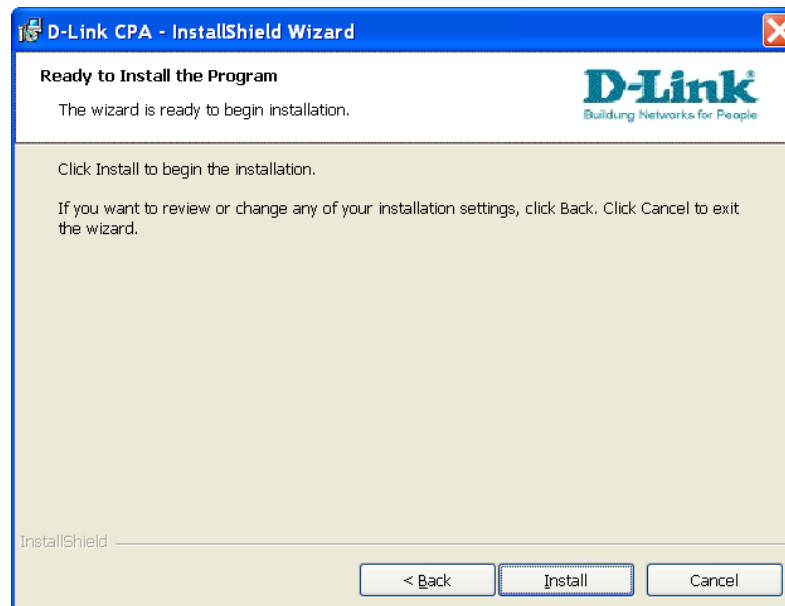 D-Link CPA - InstallShield Wizard
Ready to Install the Program
The wizard is ready to begin installation.
D-Link
Buildung Networks for People
Click Install to begin the installation.
If you want to review or change any of your installation settings, click Back. Click Cancel to exit
the wizard.
InstallShield
< Back
Install
Cancel